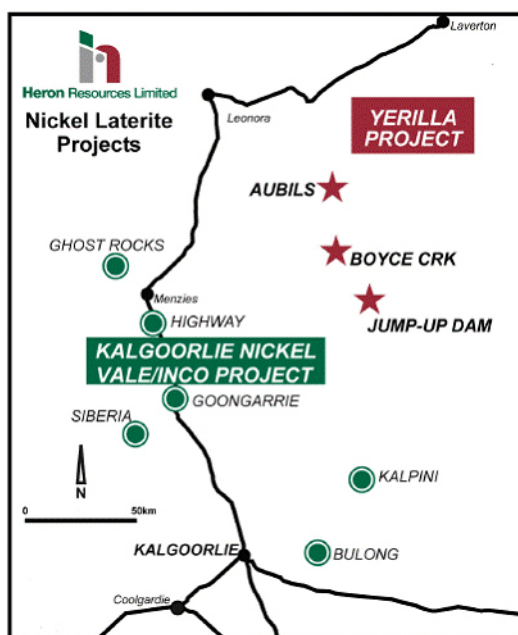 Laverton
Heron Resources Limited
Nickel Laterite
Projects
Leonora
YERILLA
PROJECT
AUBILS
GHOST ROCKS
BOYCE CRK
Menzies
HIGHWAY
JUMP-UP DAM
KALGOORLIE NICKEL
VALE/INCO PROJECT
GOONGARRIE
SIBERIA
N
KALPINI
0 50km
KALGOORLIE
BULONG
Coolgardie